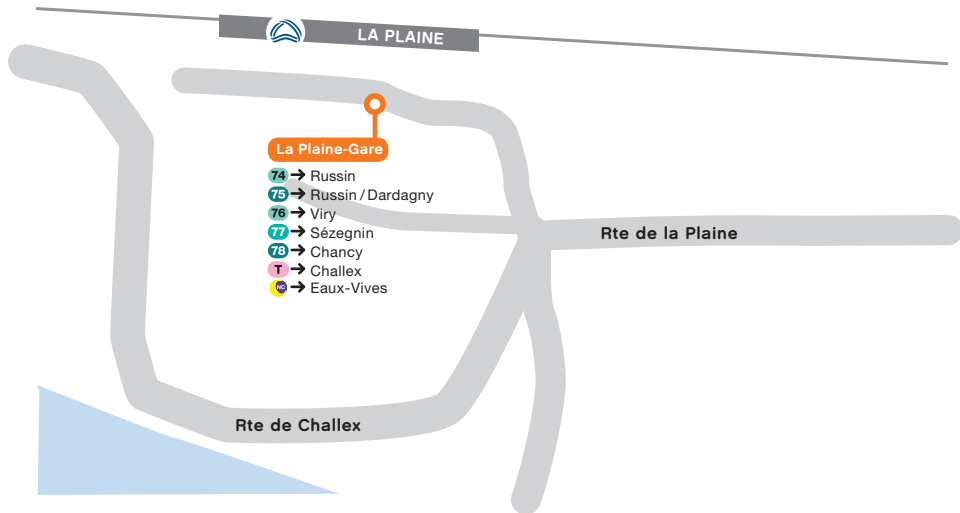 LA PLAINE
La Plaine-Gare
74 → Russin
75 → Russin / Dardagny
76 → Viry
77 → Sézegnin
78 → Chancy
T → Challex
NC → Eaux-Vives
Rte de la Plaine
Rte de Challex